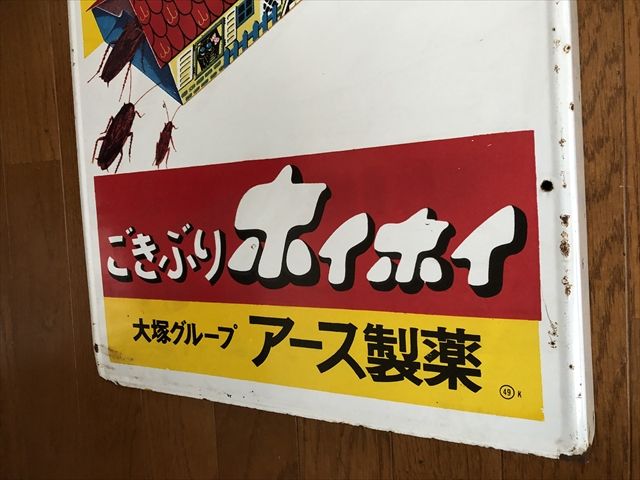 ごきぶりホイホイ
大塚グループ アース製薬
㊾ K